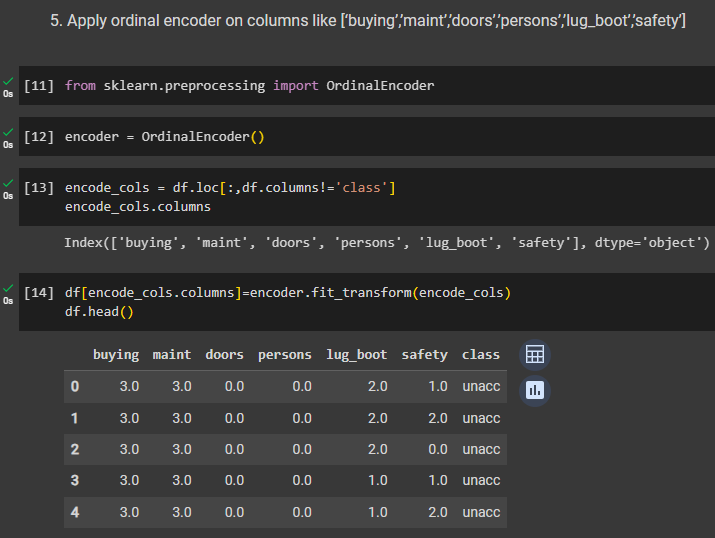 5. Apply ordinal encoder on columns like ['buying','maint','doors','persons','lug_boot','safety']
0s [11] from sklearn.preprocessing import OrdinalEncoder
0s [12] encoder = OrdinalEncoder()
0s [13] encode_cols = df.loc[:,df.columns!='class']
encode_cols.columns
Index(['buying', 'maint', 'doors', 'persons', 'lug_boot', 'safety'], dtype='object')
0s [14] df[encode_cols.columns]=encoder.fit_transform(encode_cols)
df.head()
buying maint doors persons lug_boot safety class
0 3.0 3.0 0.0 0.0 2.0 1.0 unacc
1 3.0 3.0 0.0 0.0 2.0 2.0 unacc
2 3.0 3.0 0.0 0.0 2.0 0.0 unacc
3 3.0 3.0 0.0 0.0 1.0 1.0 unacc
4 3.0 3.0 0.0 0.0 1.0 2.0 unacc